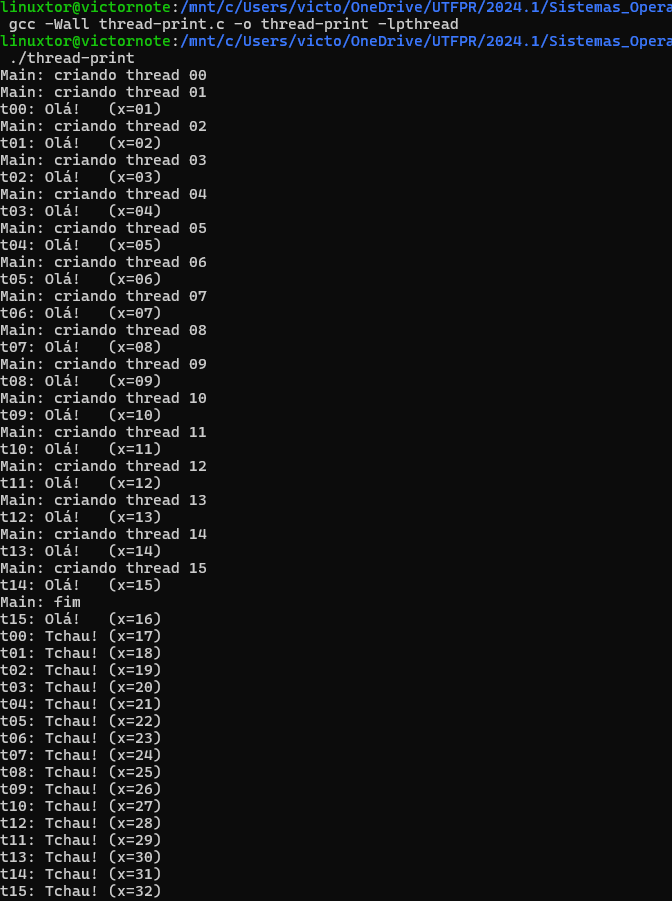 linuxtor@victornote:/mnt/c/Users/victo/OneDrive/UTFPR/2024.1/Sistemas_Opera
gcc -Wall thread-print.c -o thread-print -lpthread
linuxtor@victornote:/mnt/c/Users/victo/OneDrive/UTFPR/2024.1/Sistemas_Opera
./thread-print
Main: criando thread 00
Main: criando thread 01
t00: Olá!   (x=01)
Main: criando thread 02
t01: Olá!   (x=02)
Main: criando thread 03
t02: Olá!   (x=03)
Main: criando thread 04
t03: Olá!   (x=04)
Main: criando thread 05
t04: Olá!   (x=05)
Main: criando thread 06
t05: Olá!   (x=06)
Main: criando thread 07
t06: Olá!   (x=07)
Main: criando thread 08
t07: Olá!   (x=08)
Main: criando thread 09
t08: Olá!   (x=09)
Main: criando thread 10
t09: Olá!   (x=10)
Main: criando thread 11
t10: Olá!   (x=11)
Main: criando thread 12
t11: Olá!   (x=12)
Main: criando thread 13
t12: Olá!   (x=13)
Main: criando thread 14
t13: Olá!   (x=14)
Main: criando thread 15
t14: Olá!   (x=15)
Main: fim
t15: Olá!   (x=16)
t00: Tchau! (x=17)
t01: Tchau! (x=18)
t02: Tchau! (x=19)
t03: Tchau! (x=20)
t04: Tchau! (x=21)
t05: Tchau! (x=22)
t06: Tchau! (x=23)
t07: Tchau! (x=24)
t08: Tchau! (x=25)
t09: Tchau! (x=26)
t10: Tchau! (x=27)
t12: Tchau! (x=28)
t11: Tchau! (x=29)
t13: Tchau! (x=30)
t14: Tchau! (x=31)
t15: Tchau! (x=32)